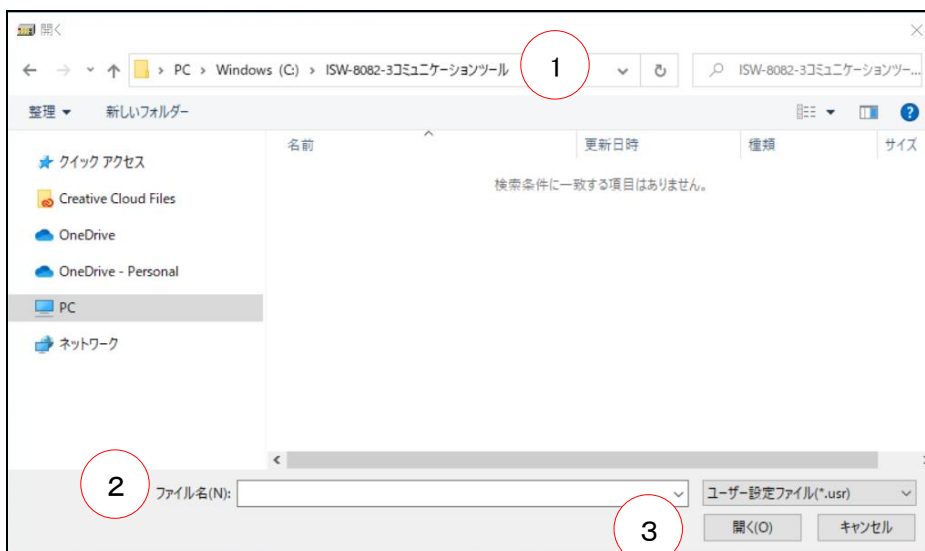 開く
PC > Windows (C:) > ISW-8082-3コミュニケーションツール
1
ISW-8082-3コミュニケーションツー...
整理
新しいフォルダー
名前
更新日時
種類
サイズ
検索条件に一致する項目はありません。
クイック アクセス
Creative Cloud Files
OneDrive
OneDrive - Personal
PC
ネットワーク
2
ファイル名(N):
ユーザー設定ファイル(*.usr)
3
開く(O)
キャンセル